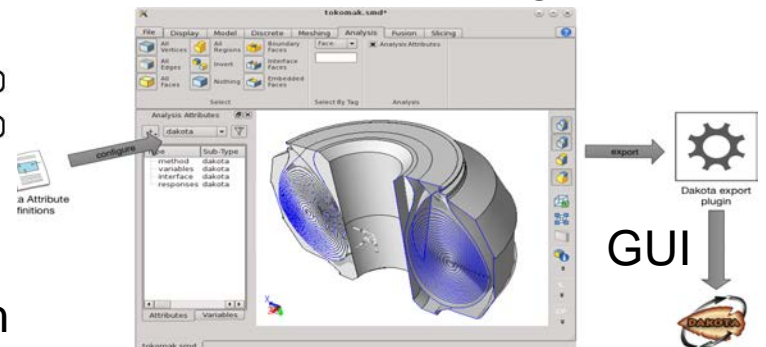 tokomak.smd*
File Display Model Discrete Meshing Analysis Fusion Slicing
All Vertices
All Regions
Boundary Faces
Face
Analysis Attributes
All Edges
Invert
Interface Faces
All Faces
Nothing
Embedded Faces
Select
Select By Tag
Analysis
Analysis Attributes
dakota
configure
Sub-Type
method dakota
variables dakota
interface dakota
responses dakota
a Attribute
finitions
export
Dakota export
plugin
GUI
DAKOTA
Attributes Variables
tokomak.smd